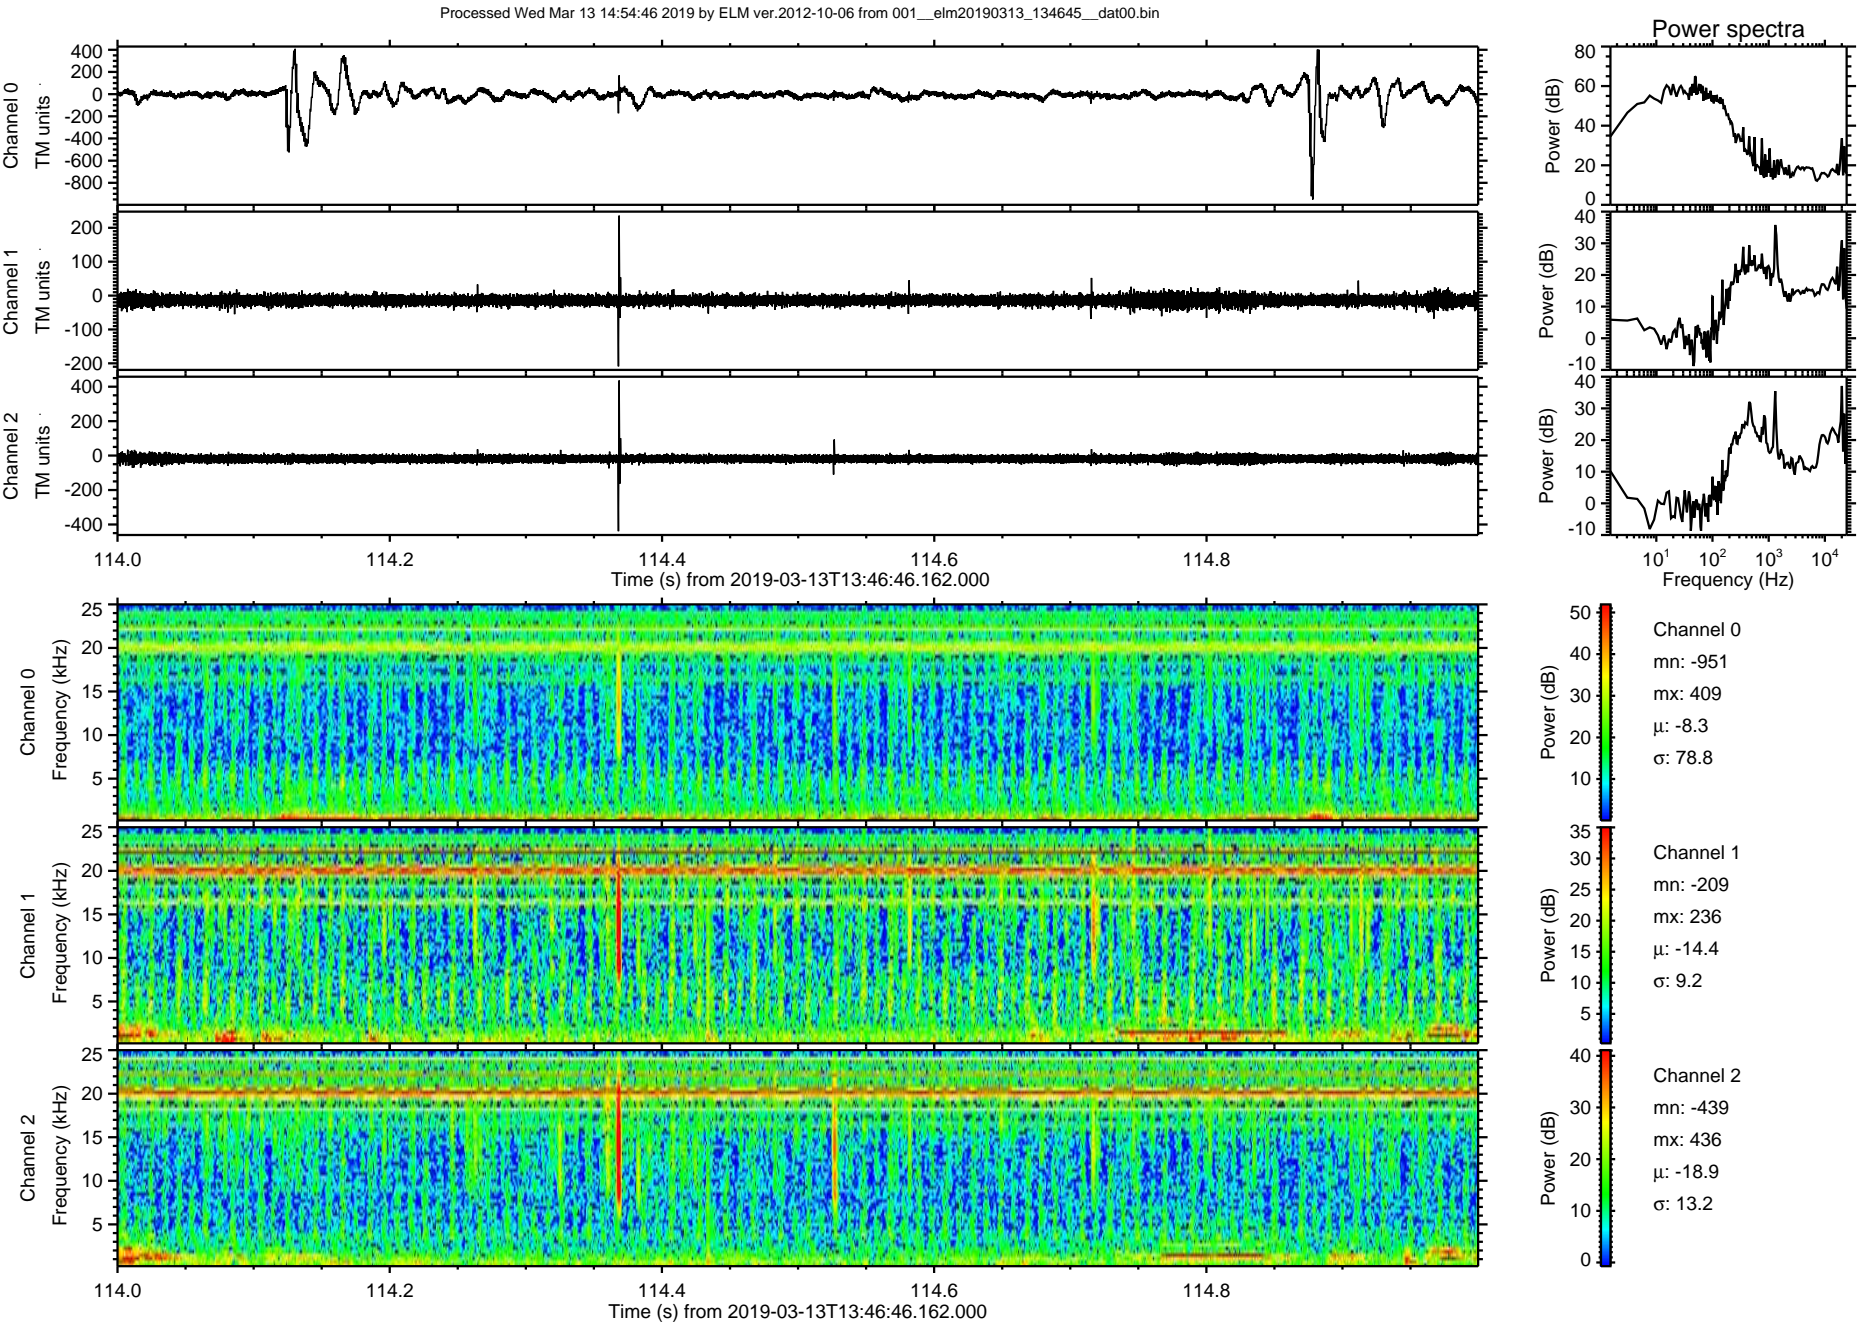 Processed Wed Mar 13 14:54:46 2019 by ELM ver.2012-10-06 from 001__elm20190313_134645__dat00.bin
Power spectra
Channel 0
TM units
400
200
0
-200
-400
-600
-800
Power (dB)
80
60
40
20
0
Channel 1
TM units
200
100
0
-100
-200
Power (dB)
40
30
20
10
0
-10
Channel 2
TM units
400
200
0
-200
-400
Power (dB)
40
30
20
10
0
-10
114.0 114.2 114.4 114.6 114.8
Time (s) from 2019-03-13T13:46:46.162.000
10¹ 10² 10³ 10⁴
Frequency (Hz)
Channel 0
Frequency (kHz)
25
20
15
10
5
Power (dB)
50
40
30
20
10
Channel 0
mn: -951
mx: 409
µ: -8.3
σ: 78.8
Channel 1
Frequency (kHz)
25
20
15
10
5
Power (dB)
35
30
25
20
15
10
5
Channel 1
mn: -209
mx: 236
µ: -14.4
σ: 9.2
Channel 2
Frequency (kHz)
25
20
15
10
5
Power (dB)
40
30
20
10
0
Channel 2
mn: -439
mx: 436
µ: -18.9
σ: 13.2
114.0 114.2 114.4 114.6 114.8
Time (s) from 2019-03-13T13:46:46.162.000